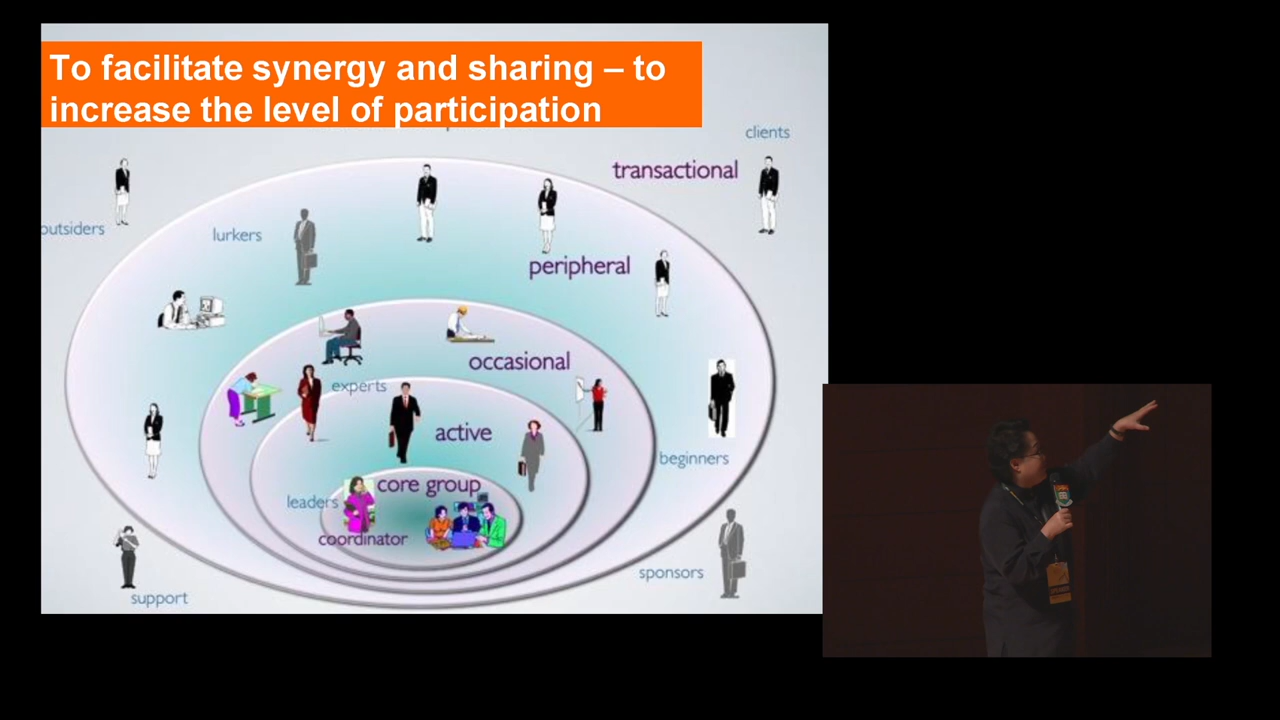 To facilitate synergy and sharing – to
increase the level of participation
clients
transactional
outsiders
lurkers
peripheral
occasional
experts
active
beginners
core group
leaders
coordinator
sponsors
support